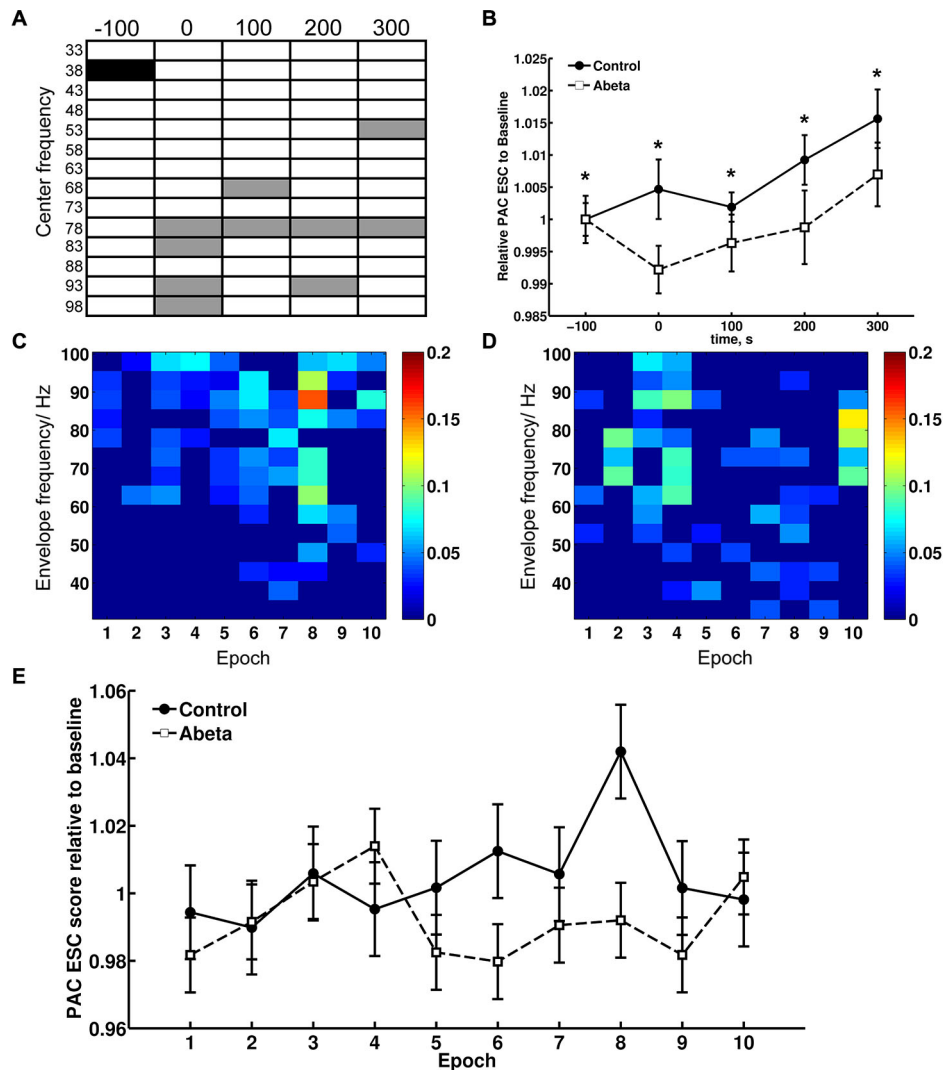 A
-100 0 100 200 300
Center frequency
33
38
43
48
53
58
63
68
73
78
83
88
93
98
B
Control
Abeta
Relative PAC ESC to Baseline
1.025
1.02
1.015
1.01
1.005
1
0.995
0.99
0.985
* * * * *
−100 0 100 200 300
time, s
C
Envelope frequency/ Hz
100
90
80
70
60
50
40
1 2 3 4 5 6 7 8 9 10
Epoch
0.2
0.15
0.1
0.05
0
D
Envelope frequency/ Hz
100
90
80
70
60
50
40
1 2 3 4 5 6 7 8 9 10
Epoch
0.2
0.15
0.1
0.05
0
E
Control
Abeta
PAC ESC score relative to baseline
1.06
1.04
1.02
1
0.98
0.96
1 2 3 4 5 6 7 8 9 10
Epoch